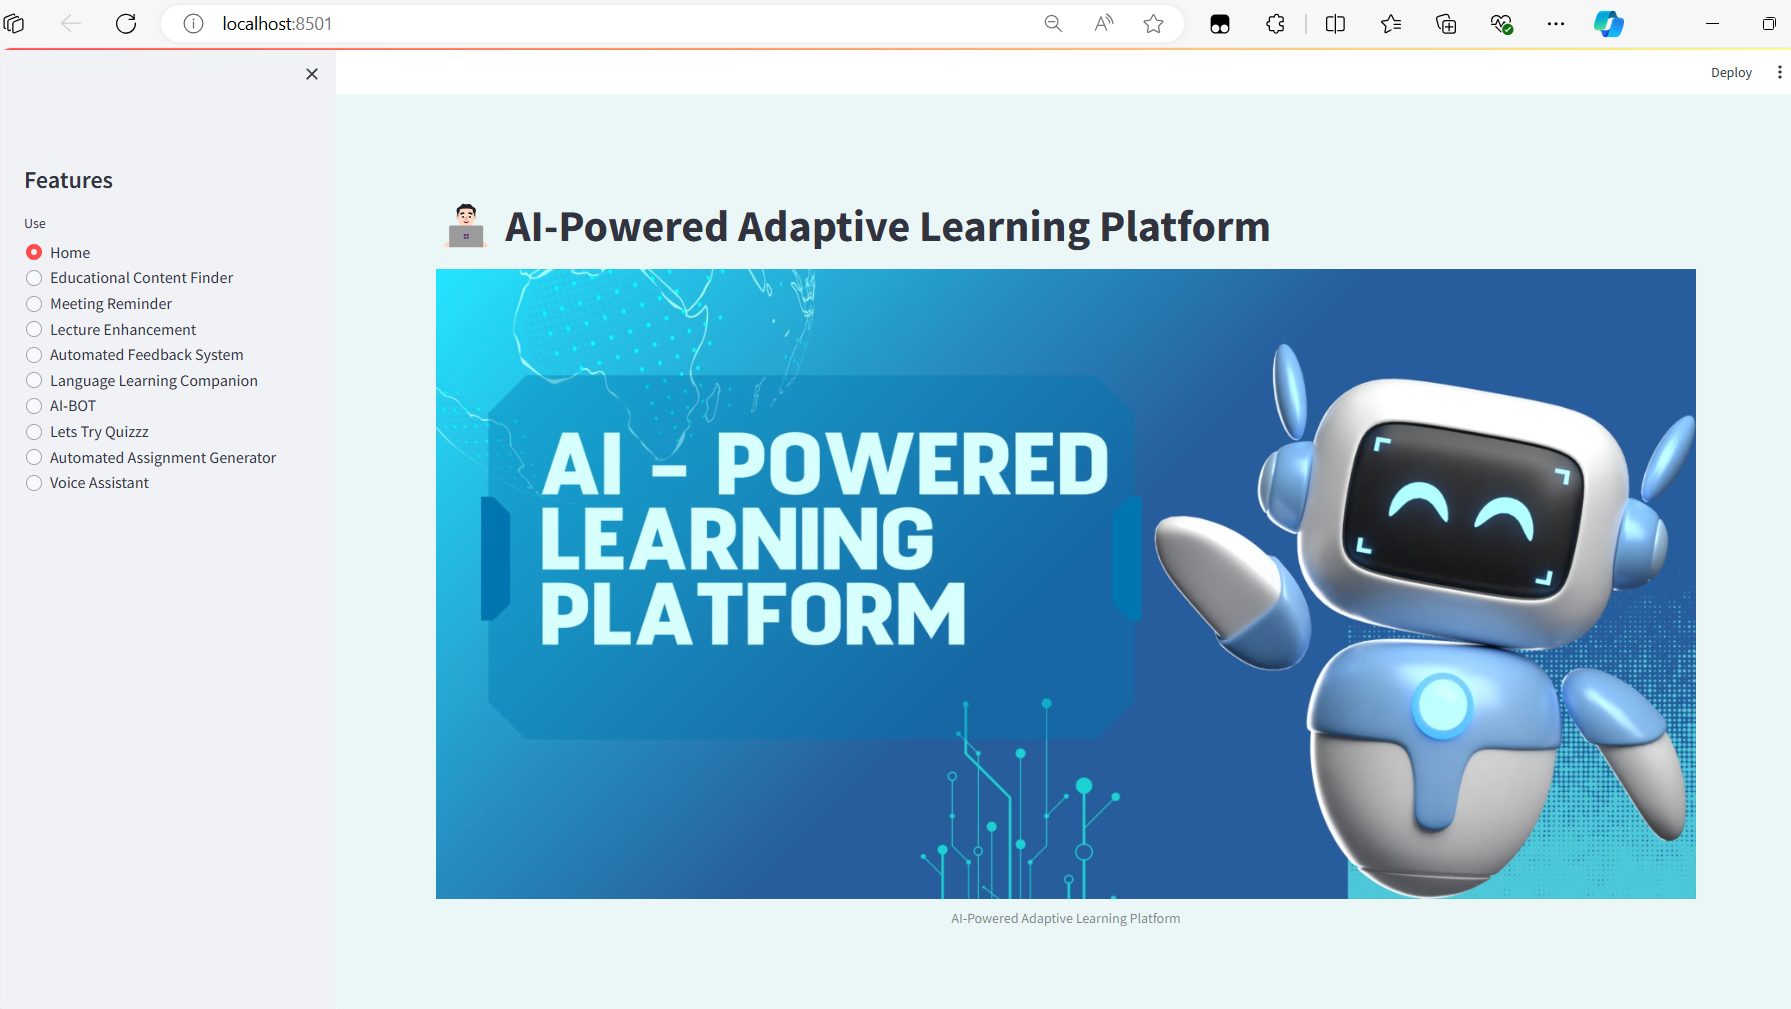 localhost:8501
Deploy
Features
Use
Home
Educational Content Finder
Meeting Reminder
Lecture Enhancement
Automated Feedback System
Language Learning Companion
AI-BOT
Lets Try Quizzz
Automated Assignment Generator
Voice Assistant
AI-Powered Adaptive Learning Platform
AI – POWERED
LEARNING
PLATFORM
AI-Powered Adaptive Learning Platform